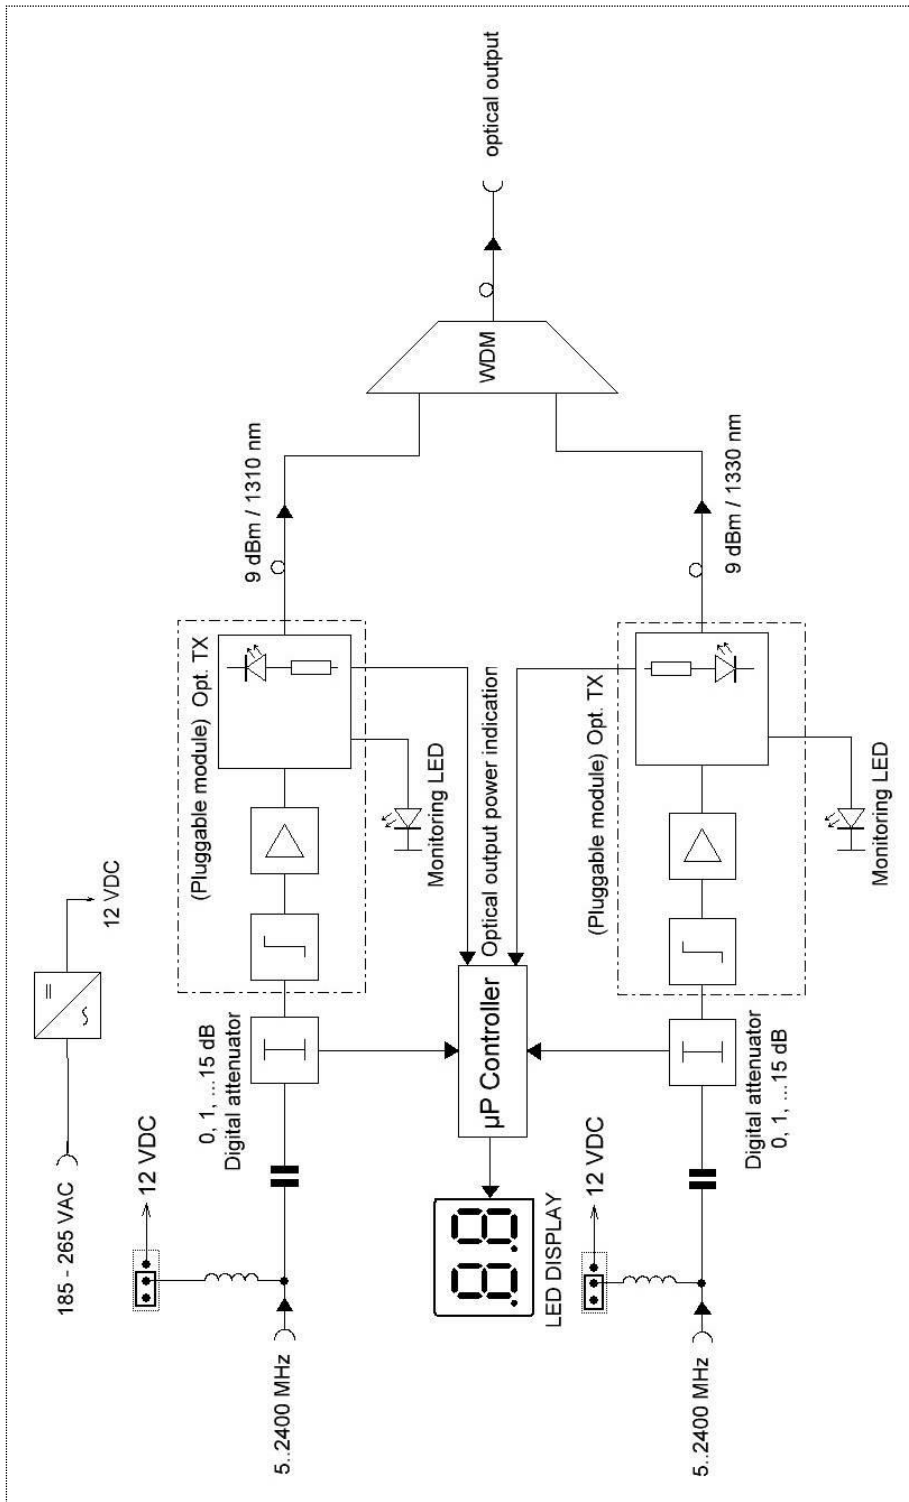 185 - 265 VAC
12 VDC
12 VDC
5..2400 MHz
0, 1, ...15 dB
Digital attenuator
(Pluggable module) Opt. TX
9 dBm / 1310 nm
Monitoring LED
LED DISPLAY
µP Controller
Optical output power indication
WDM
optical output
12 VDC
5..2400 MHz
Digital attenuator
0, 1, ...15 dB
(Pluggable module) Opt. TX
9 dBm / 1330 nm
Monitoring LED